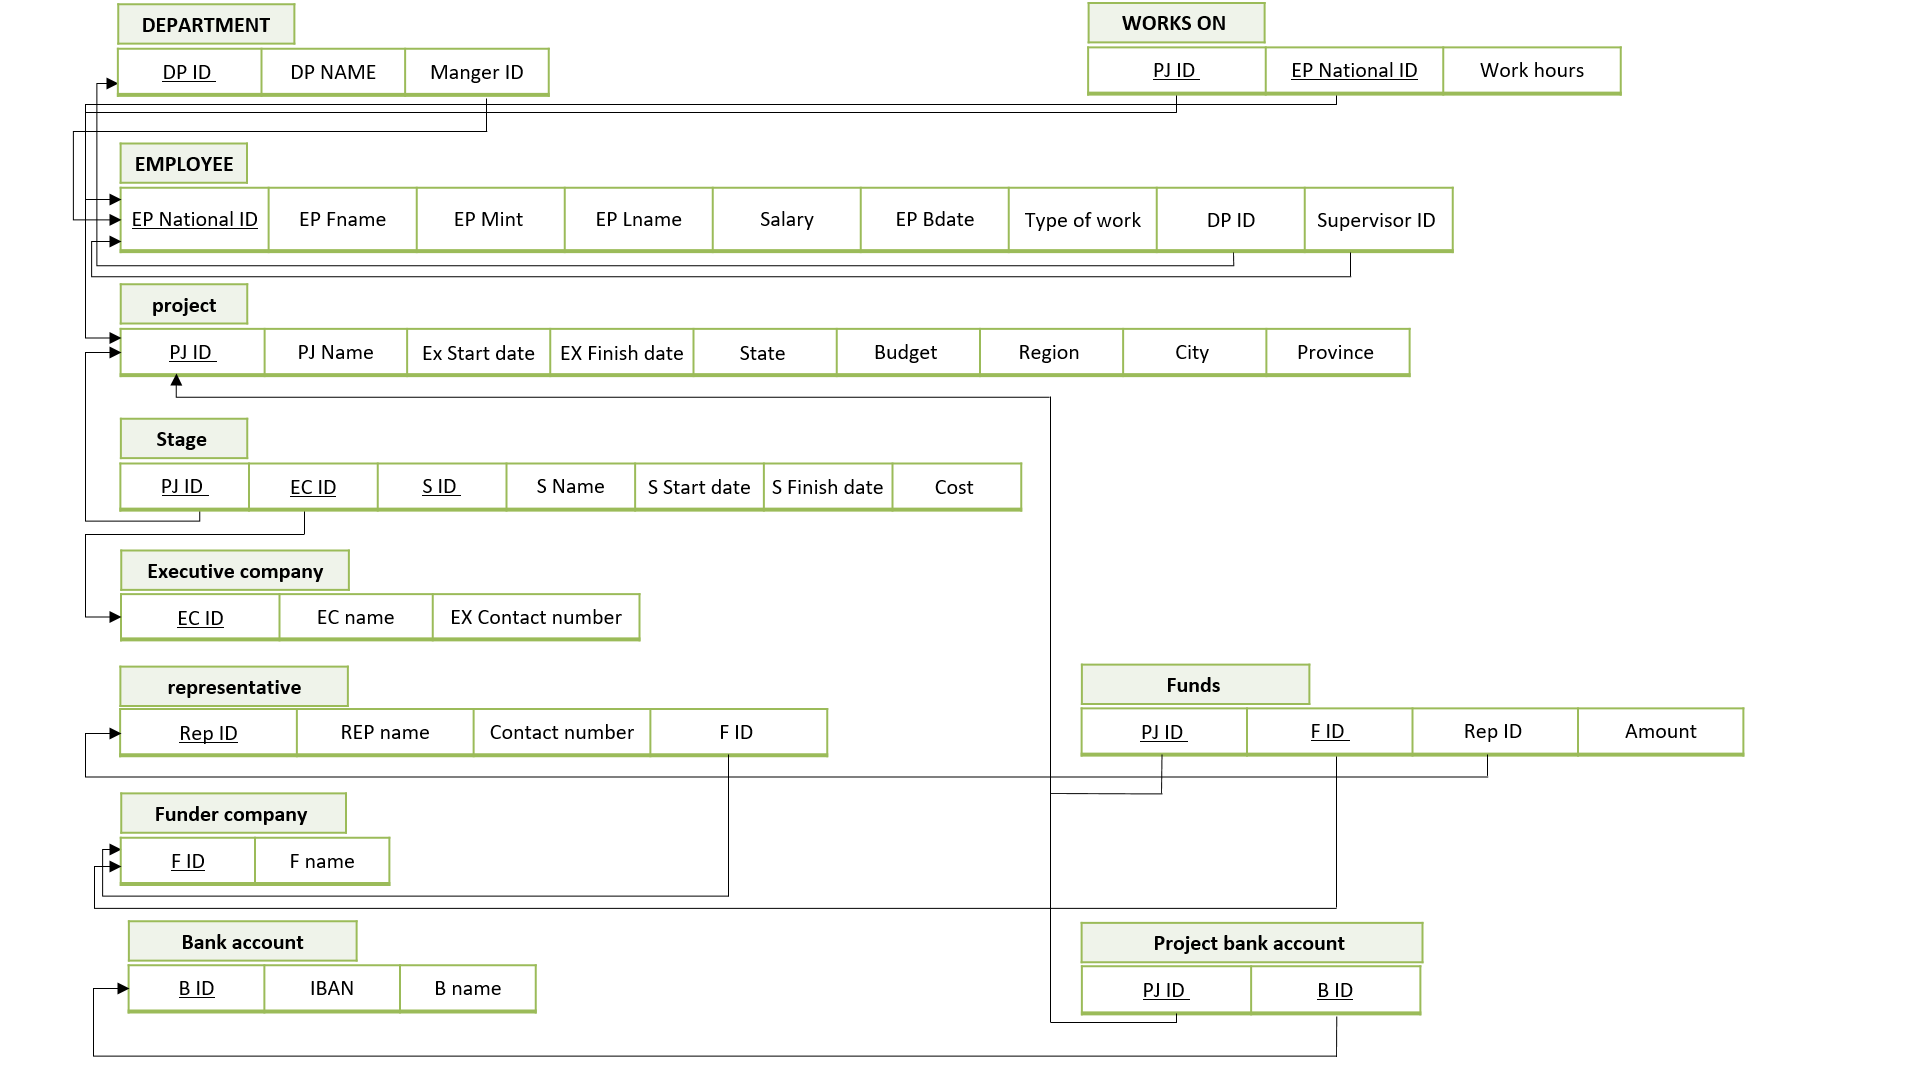 DEPARTMENT
DP ID DP NAME Manger ID
WORKS ON
PJ ID EP National ID Work hours
EMPLOYEE
EP National ID EP Fname EP Mint EP Lname Salary EP Bdate Type of work DP ID Supervisor ID
project
PJ ID PJ Name Ex Start date EX Finish date State Budget Region City Province
Stage
PJ ID EC ID S ID S Name S Start date S Finish date Cost
Executive company
EC ID EC name EX Contact number
representative
Rep ID REP name Contact number F ID
Funds
PJ ID F ID Rep ID Amount
Funder company
F ID F name
Bank account
B ID IBAN B name
Project bank account
PJ ID B ID